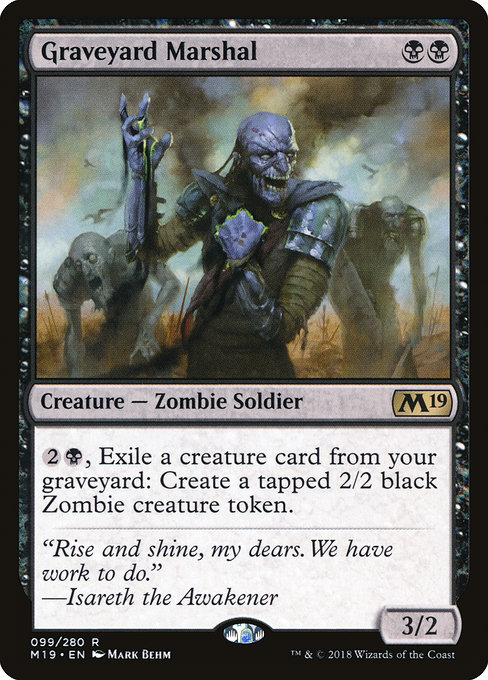 Graveyard Marshal
Creature — Zombie Soldier
M19
2, Exile a creature card from your
graveyard: Create a tapped 2/2 black
Zombie creature token.
“Rise and shine, my dears. We have
work to do.”
—Isareth the Awakener
3/2
099/280 R
M19 • EN Mark Behm
™ & © 2018 Wizards of the Coast